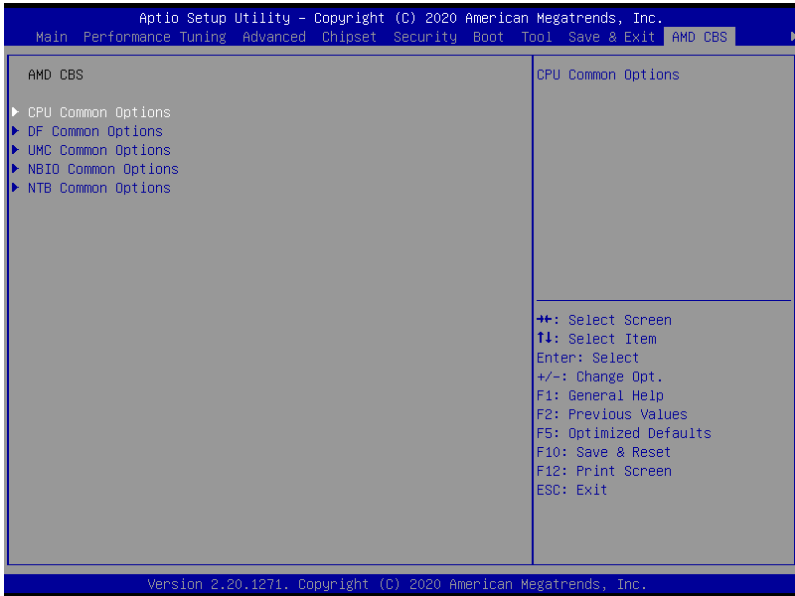 Aptio Setup Utility – Copyright (C) 2020 American Megatrends, Inc.
Main Performance Tuning Advanced Chipset Security Boot Tool Save & Exit AMD CBS
AMD CBS
CPU Common Options
DF Common Options
UMC Common Options
NBIO Common Options
NTB Common Options
CPU Common Options
→←: Select Screen
↑↓: Select Item
Enter: Select
+/-: Change Opt.
F1: General Help
F2: Previous Values
F5: Optimized Defaults
F10: Save & Reset
F12: Print Screen
ESC: Exit
Version 2.20.1271. Copyright (C) 2020 American Megatrends, Inc.